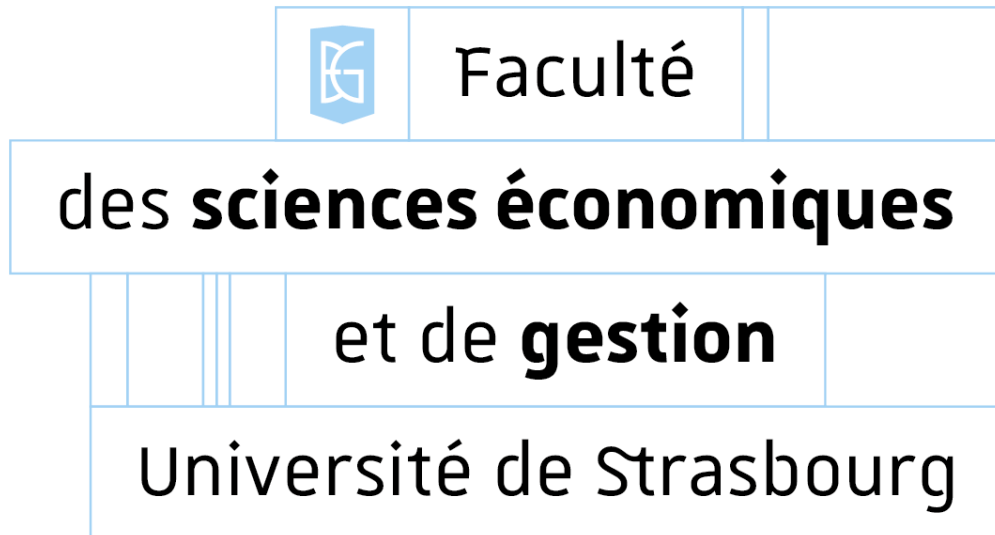 Faculté
des sciences économiques
et de gestion
Université de Strasbourg